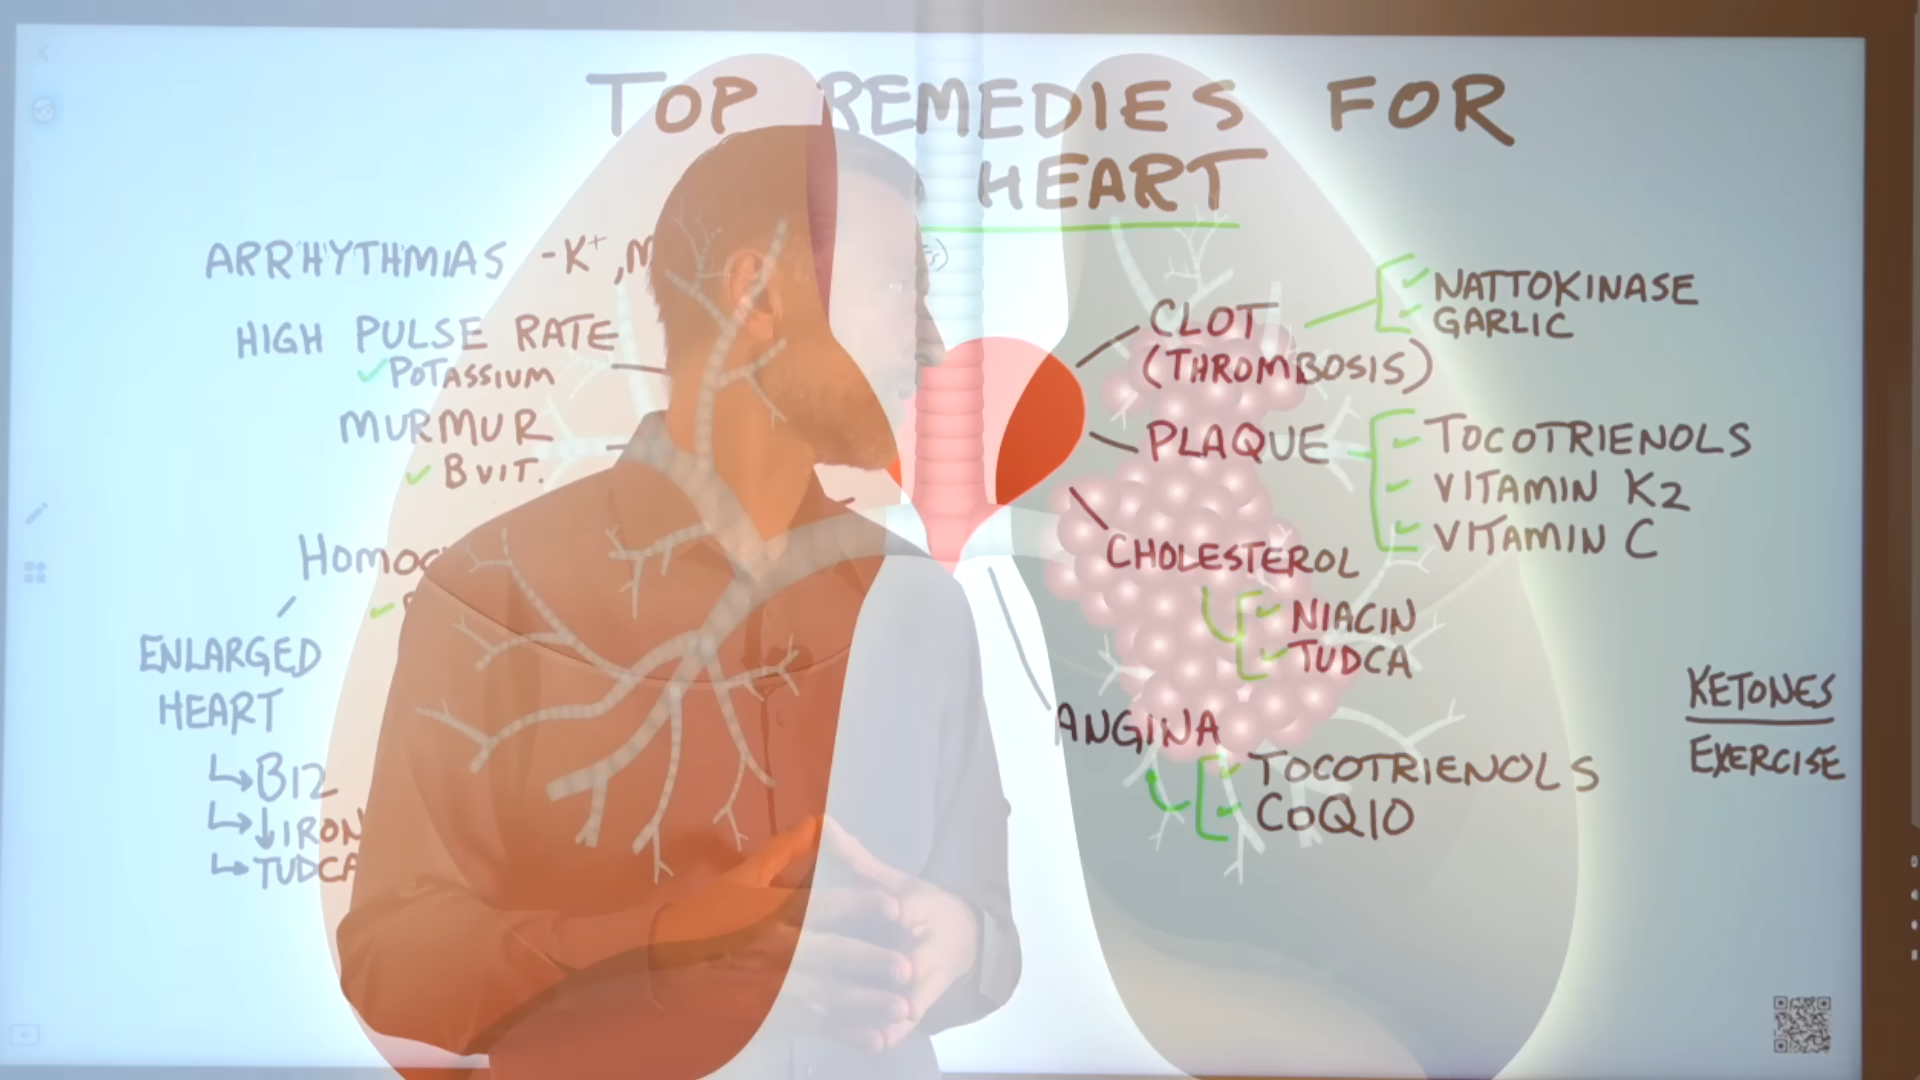 TOP REMEDIES FOR
HEART
ARRHYTHMIAS -K+, M
HIGH PULSE RATE
POTASSIUM
MURMUR
B VIT.
ENLARGED
HEART
B12
↓IRON
TUDCA
CLOT
(THROMBOSIS)
NATTOKINASE
GARLIC
PLAQUE
TOCOTRIENOLS
VITAMIN K2
VITAMIN C
CHOLESTEROL
NIACIN
TUDCA
ANGINA
TOCOTRIENOLS
COQ10
KETONES
EXERCISE